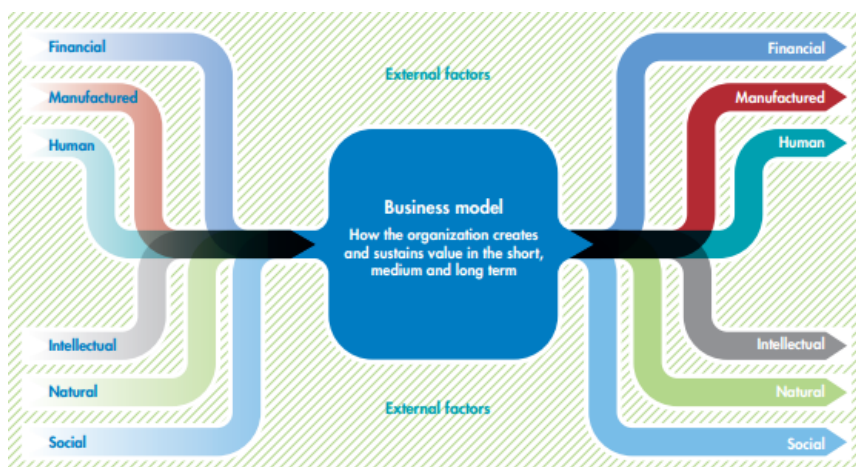 Financial
Manufactured
Human
Intellectual
Natural
Social
External factors
Business model
How the organization creates
and sustains value in the short,
medium and long term
External factors
Financial
Manufactured
Human
Intellectual
Natural
Social